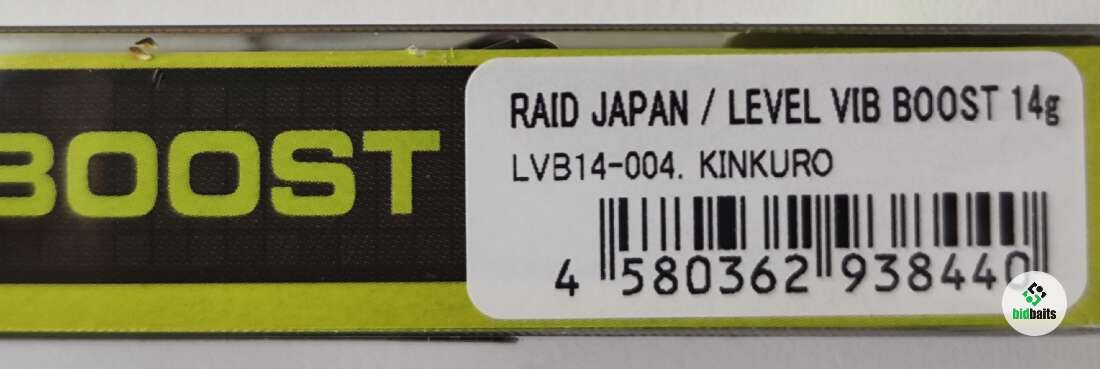 BOOST
RAID JAPAN / LEVEL VIB BOOST 14g
LVB14-004. KINKURO
4 580362 938440
bidbaits